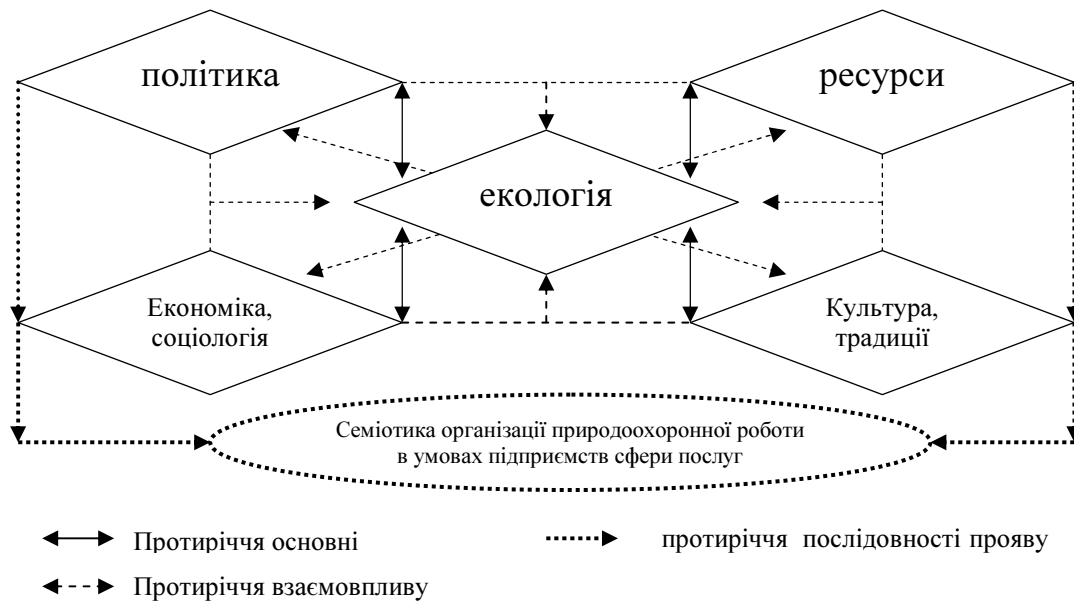 політика
ресурси
екологія
Економіка,
соціологія
Культура,
традиції
Семіотика організації природоохоронної роботи
в умовах підприємств сфери послуг
Протиріччя основні
протиріччя послідовності прояву
Протиріччя взаємовпливу